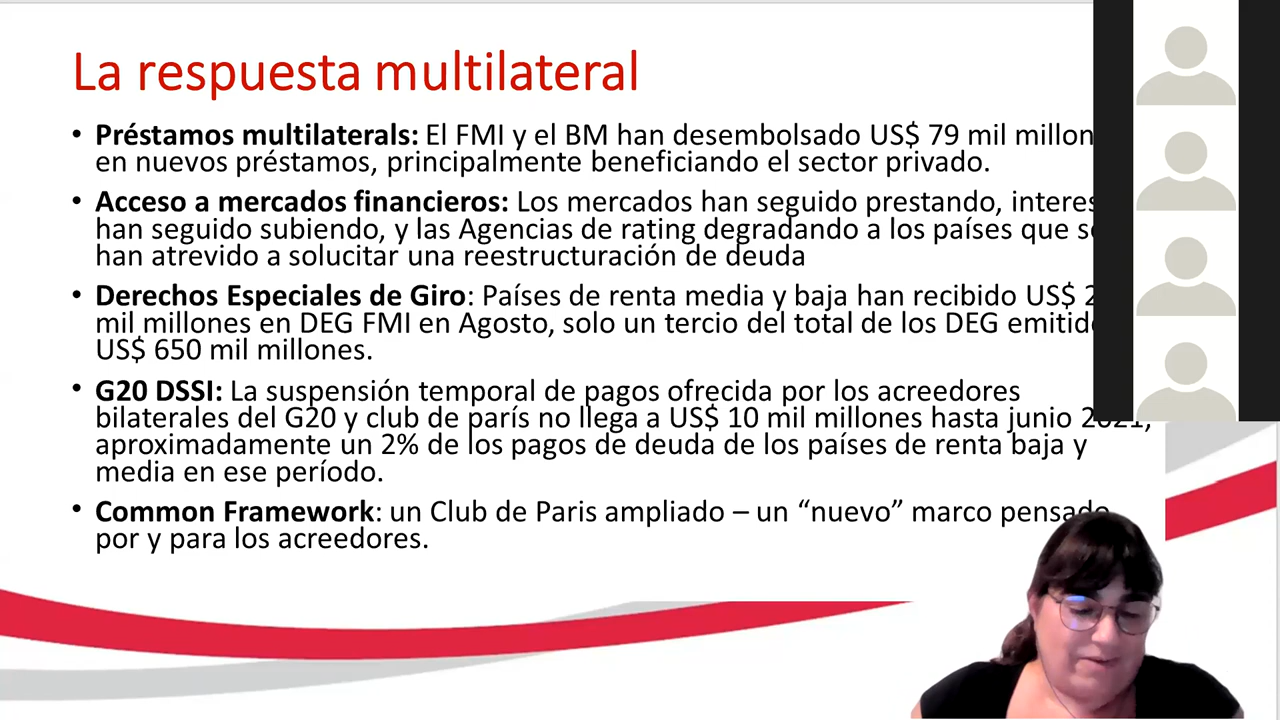 La respuesta multilateral
• Préstamos multilaterals: El FMI y el BM han desembolsado US$ 79 mil
en nuevos préstamos, principalmente beneficiando el sector privado.
• Acceso a mercados financieros: Los mercados han seguido prestando,
han seguido subiendo, y las Agencias de rating degradando a los países que
han atrevido a solucitar una reestructuración de deuda
• Derechos Especiales de Giro: Países de renta media y baja han recibido US$
mil millones en DEG FMI en Agosto, solo un tercio del total de los DEG
US$ 650 mil millones.
• G20 DSSI: La suspensión temporal de pagos ofrecida por los acreedores
bilaterales del G20 y club de parís no llega a US$ 10 mil millones hasta junio 2021,
aproximadamente un 2% de los pagos de deuda de los países de renta baja y
media en ese período.
• Common Framework: un Club de Paris ampliado – un “nuevo” marco pensado
por y para los acreedores.